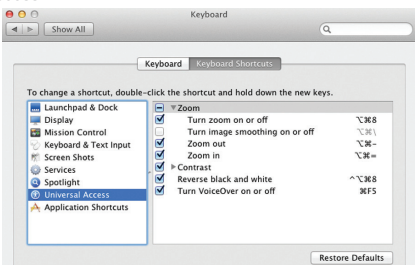 Keyboard
Show All
Keyboard Keyboard Shortcuts
To change a shortcut, double-click the shortcut and hold down the new keys.
Launchpad & Dock
Display
Mission Control
Keyboard & Text Input
Screen Shots
Services
Spotlight
Universal Access
Application Shortcuts
Zoom
Turn zoom on or off ⌥⌘8
Turn image smoothing on or off ⌥⌘\
Zoom out ⌥⌘-
Zoom in ⌥⌘=
Contrast
Reverse black and white ^⌥⌘8
Turn VoiceOver on or off ⌘F5
Restore Defaults